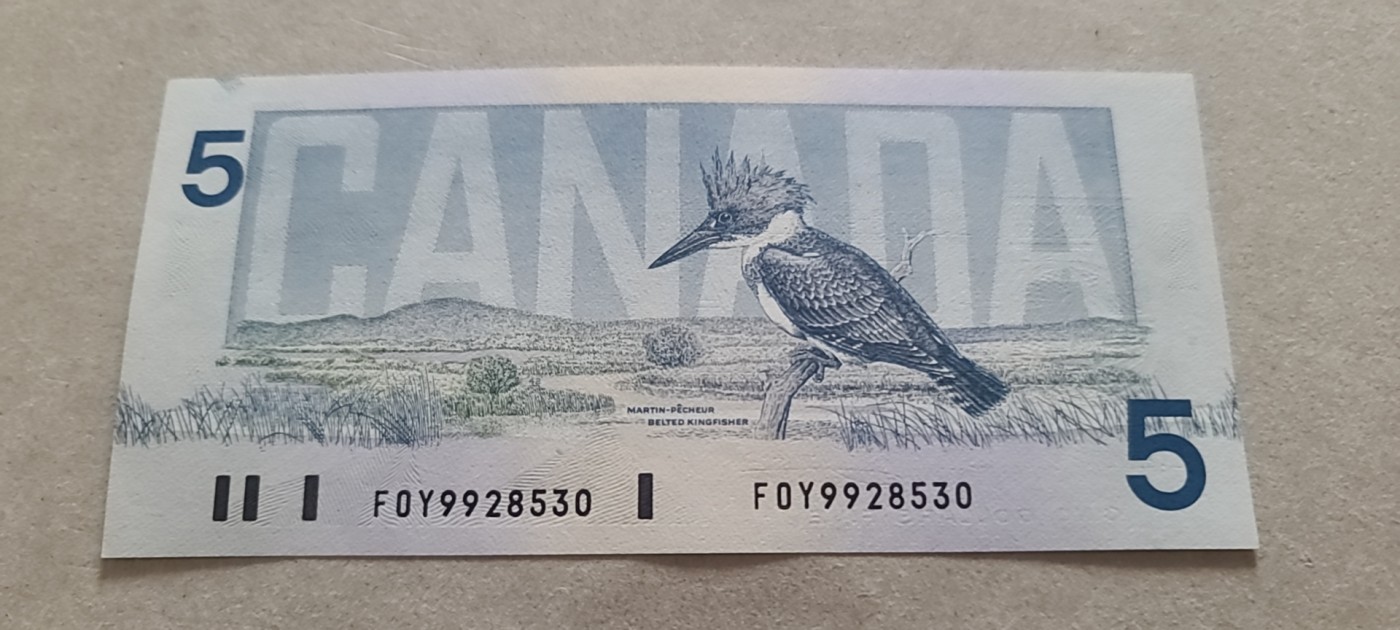 CANADA
5
MARTIN-PÊCHEUR
BELTED KINGFISHER
5
FOY9928530 FOY9928530